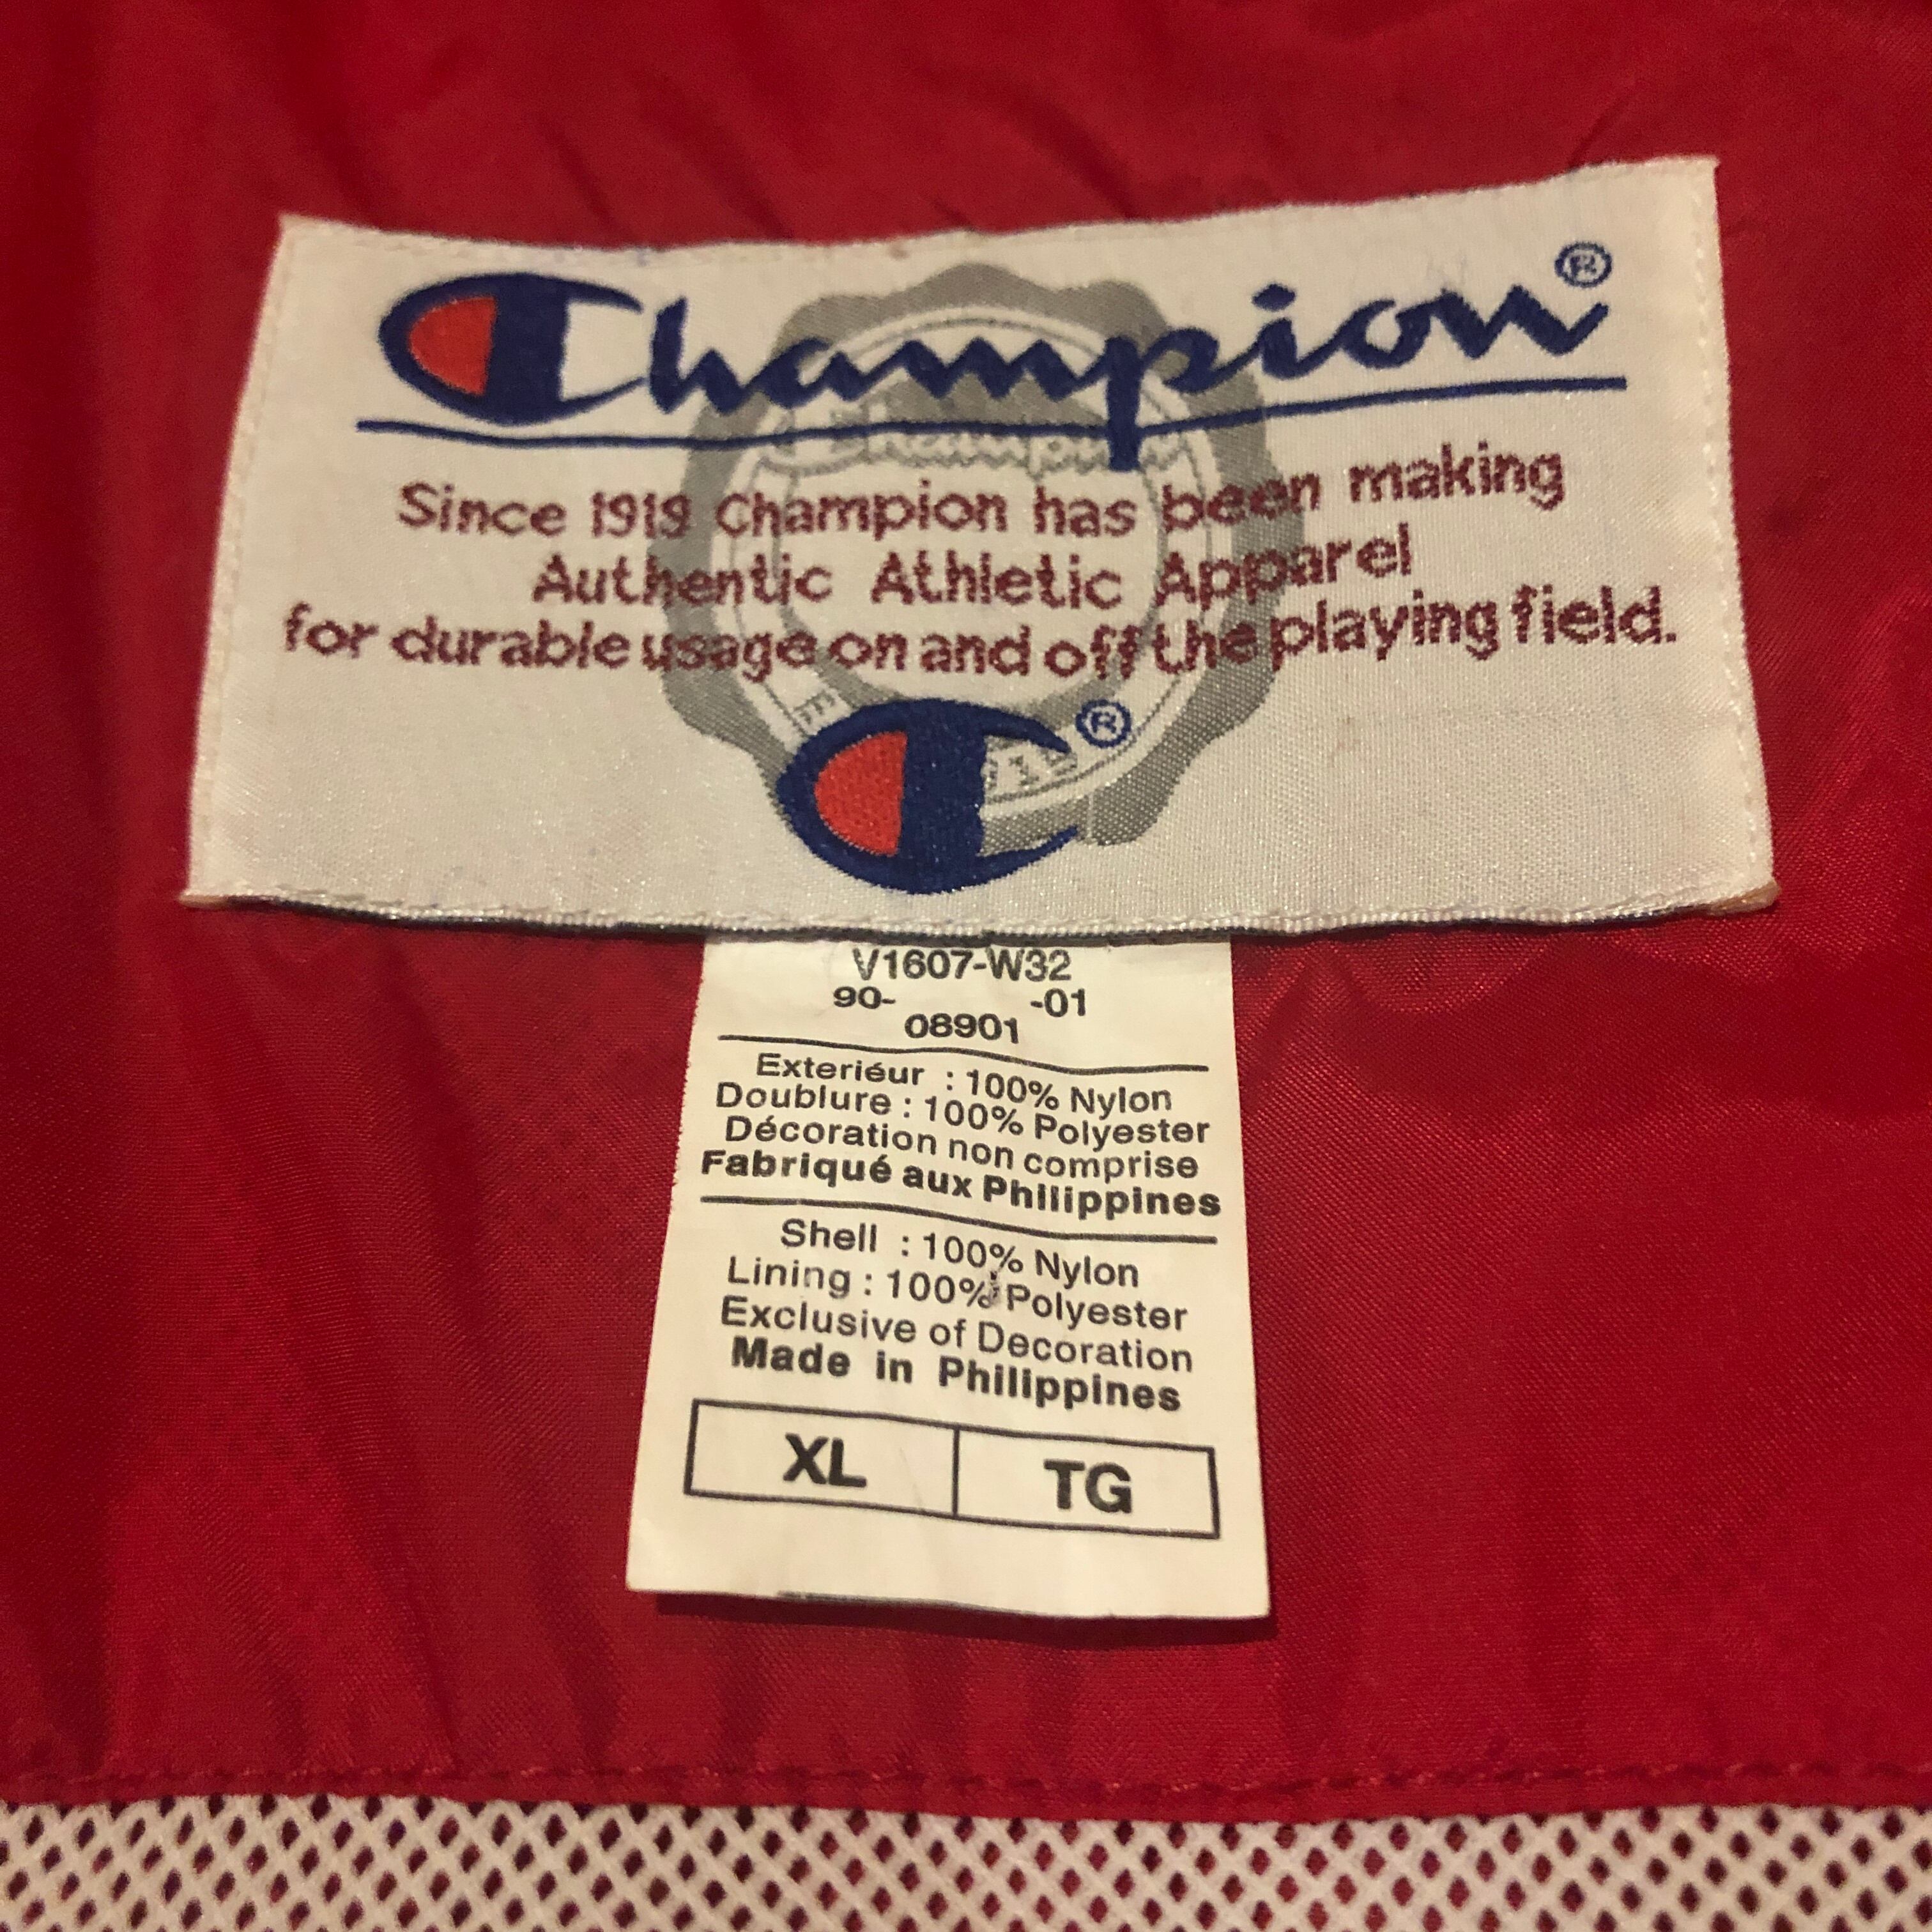 Champion®
Since 1919 Champion has been making
Authentic Athletic Apparel
for durable usage on and off the playing field.
®
V1607-W32
90- -01
08901
Exteriéur : 100% Nylon
Doublure : 100% Polyester
Décoration non comprise
Fabriqué aux Philippines
Shell : 100% Nylon
Lining : 100% Polyester
Exclusive of Decoration
Made in Philippines
XL TG